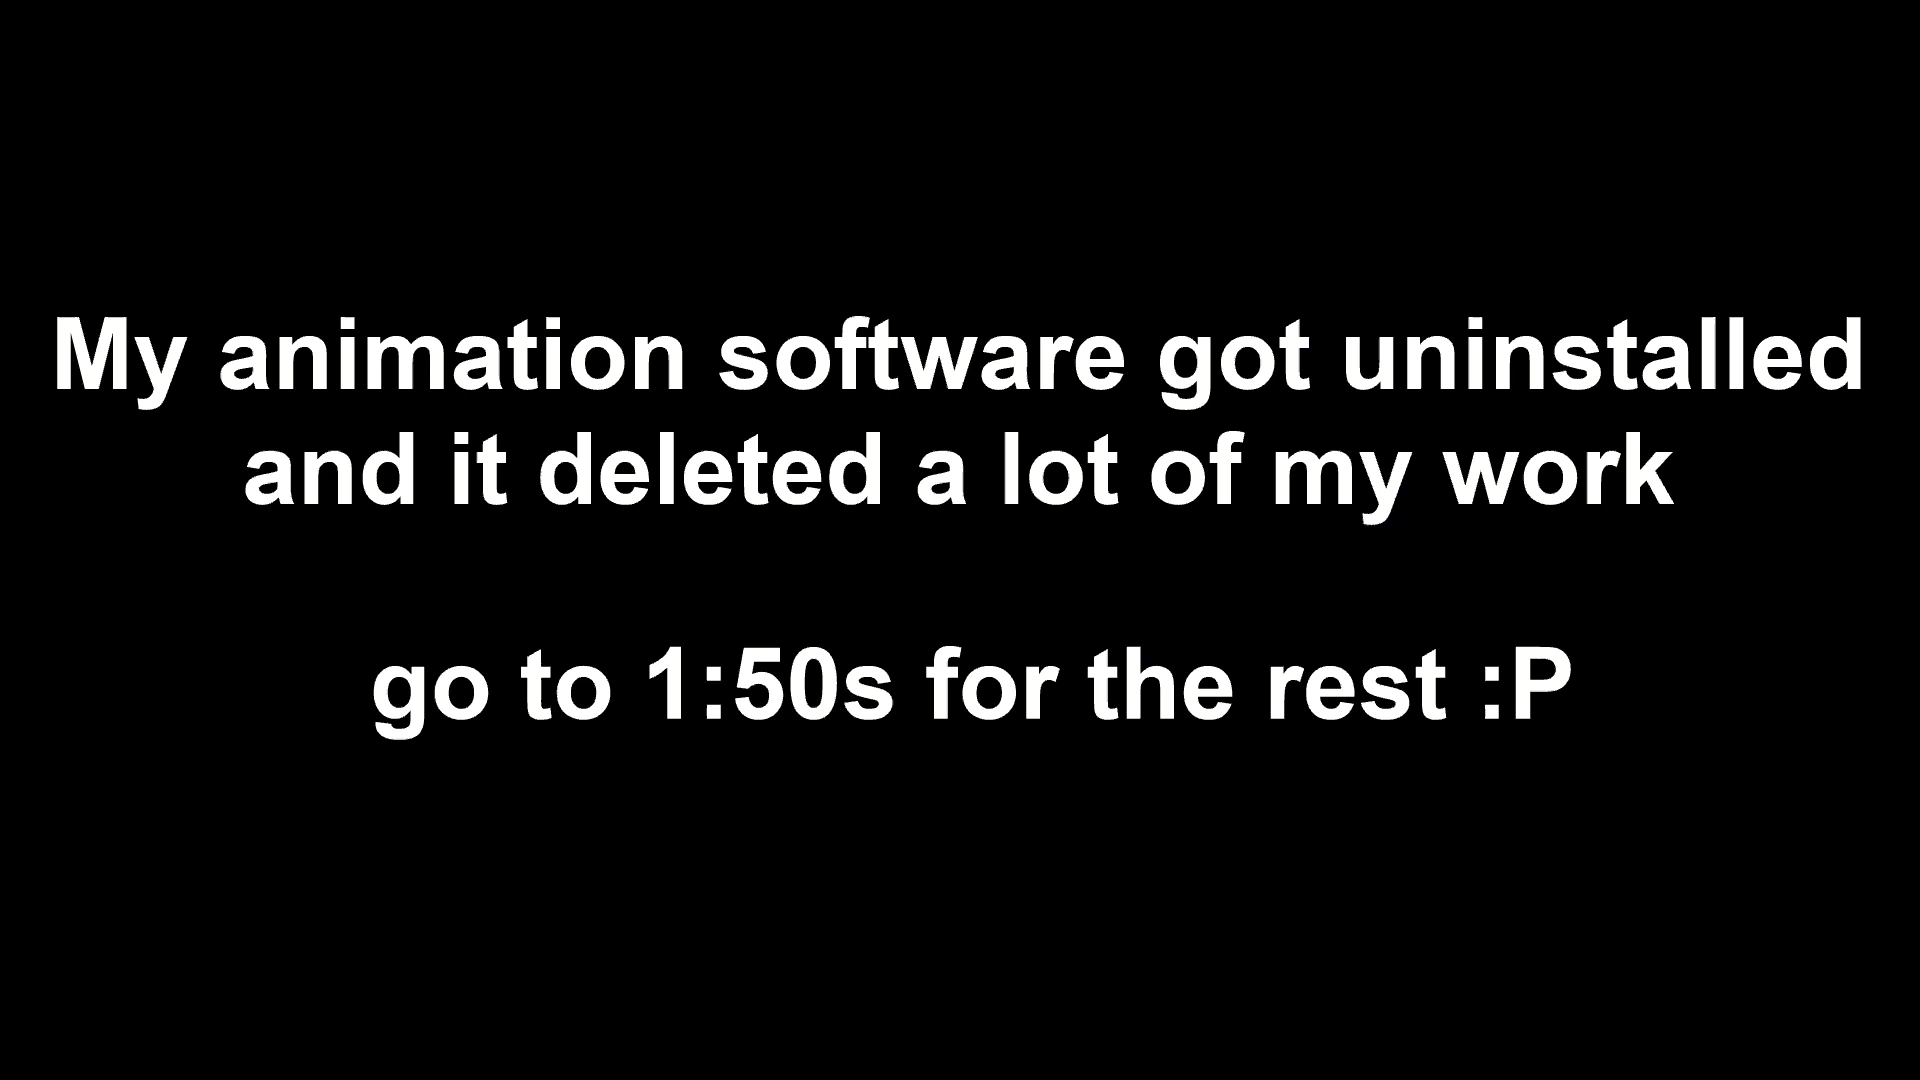 My animation software got uninstalled
and it deleted a lot of my work
go to 1:50s for the rest :P